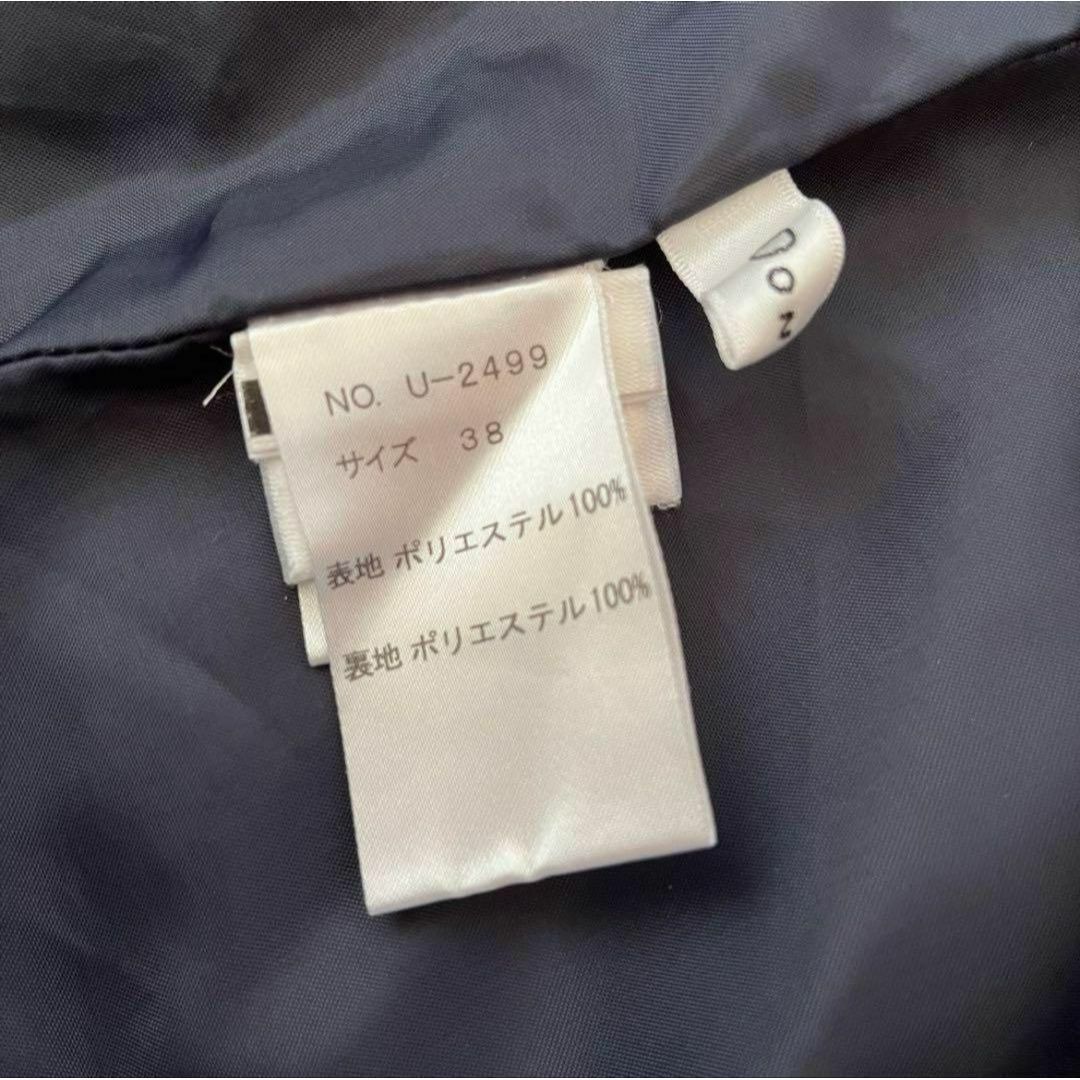 NO. U-2499
サイズ 38
表地 ポリエステル100%
裏地 ポリエステル100%